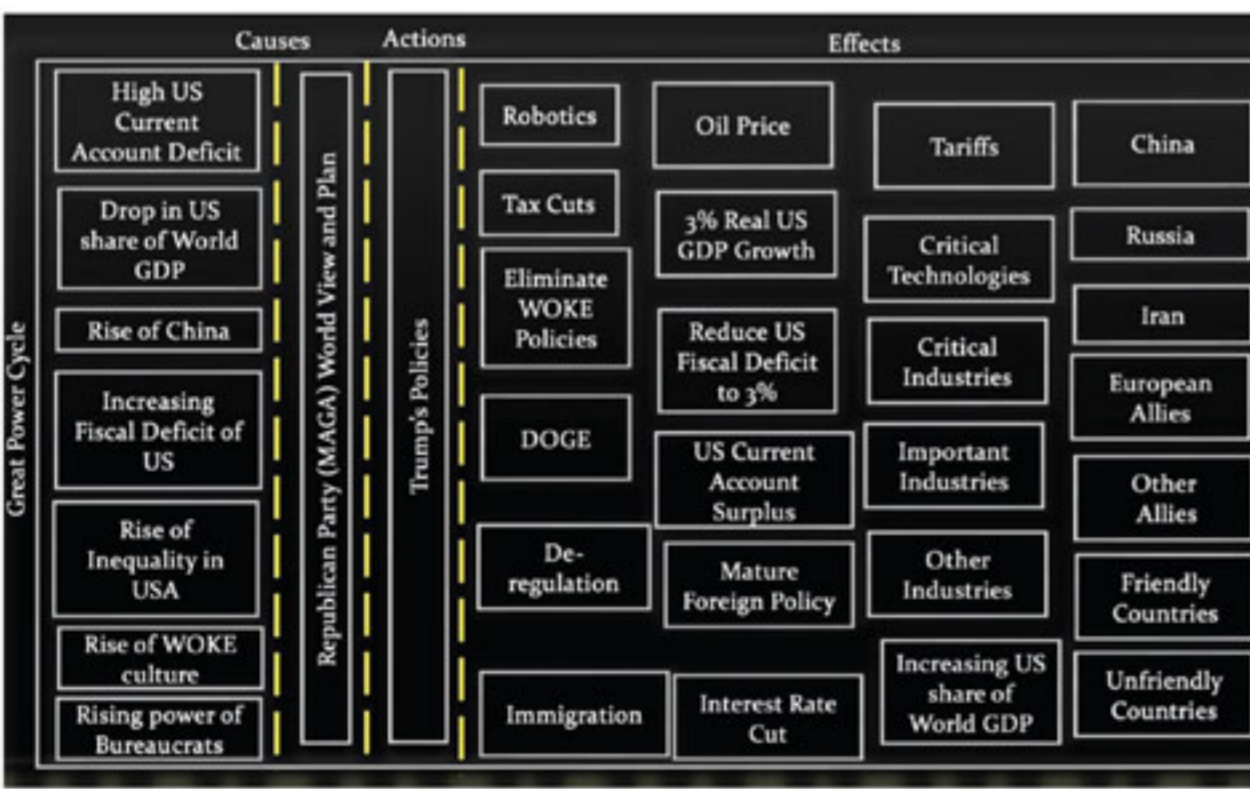 Causes
Actions
Effects
Great Power Cycle
High US
Current
Account Deficit
Drop in US
share of World
GDP
Rise of China
Increasing
Fiscal Deficit of
US
Rise of
Inequality in
USA
Rise of WOKE
culture
Rising power of
Bureaucrats
Republican Party (MAGA) World View and Plan
Trump's Policies
Robotics
Tax Cuts
Eliminate
WOKE
Policies
DOGE
De-
regulation
Immigration
Oil Price
3% Real US
GDP Growth
Reduce US
Fiscal Deficit
to 3%
US Current
Account
Surplus
Mature
Foreign Policy
Interest Rate
Cut
Tariffs
Critical
Technologies
Critical
Industries
Important
Industries
Other
Industries
Increasing US
share of
World GDP
China
Russia
Iran
European
Allies
Other
Allies
Friendly
Countries
Unfriendly
Countries